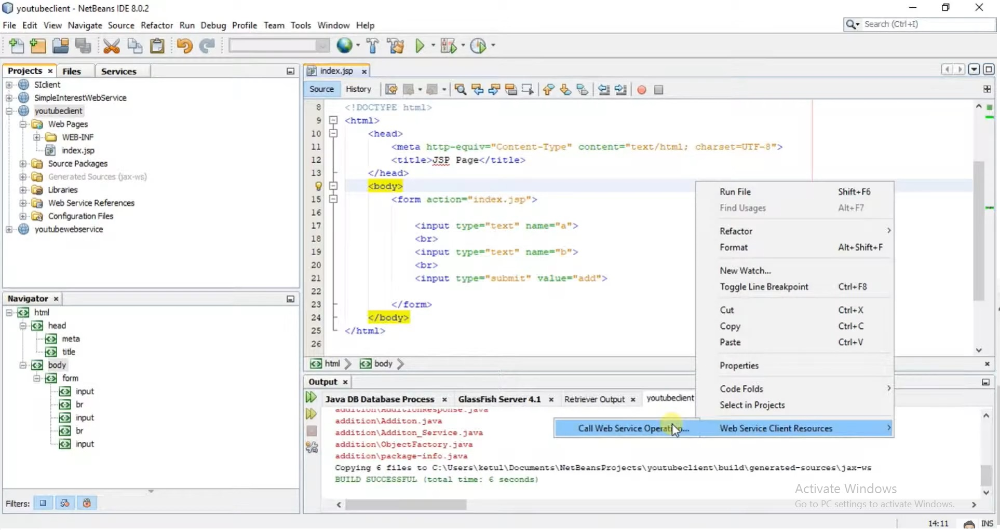 youtubeclient - NetBeans IDE 8.0.2
File Edit View Navigate Source Refactor Run Debug Profile Team Tools Window Help
Search (Ctrl+I)
Projects Files Services
SIclient
SimpleInterestWebService
youtubeclient
Web Pages
WEB-INF
index.jsp
Source Packages
Generated Sources (jax-ws)
Libraries
Web Service References
Configuration Files
youtubewebservice
Navigator
html
head
meta
title
body
form
input
br
input
br
input
Filters:
index.jsp
Source History
8 <!DOCTYPE html>
9 <html>
10 <head>
11 <meta http-equiv="Content-Type" content="text/html; charset=UTF-8">
12 <title>JSP Page</title>
13 </head>
<body>
15 <form action="index.jsp">
16
17 <input type="text" name="a">
18 <br>
19 <input type="text" name="b">
20 <br>
21 <input type="submit" value="add">
22
23 </form>
24 </body>
25 </html>
26
html body
Run File Shift+F6
Find Usages Alt+F7
Refactor
Format Alt+Shift+F
New Watch...
Toggle Line Breakpoint Ctrl+F8
Cut Ctrl+X
Copy Ctrl+C
Paste Ctrl+V
Properties
Code Folds
Select in Projects
Web Service Client Resources
Call Web Service Operation...
Output
Java DB Database Process GlassFish Server 4.1 Retriever Output youtubeclient
addition\AdditonResponse.java
addition\Additon.java
addition\Additon_Service.java
addition\ObjectFactory.java
addition\package-info.java
Copying 6 files to C:\Users\ketul\Documents\NetBeansProjects\youtubeclient\build\generated-sources\jax-ws
BUILD SUCCESSFUL (total time: 6 seconds)
Activate Windows
Go to PC settings to activate Windows.
14:11 INS